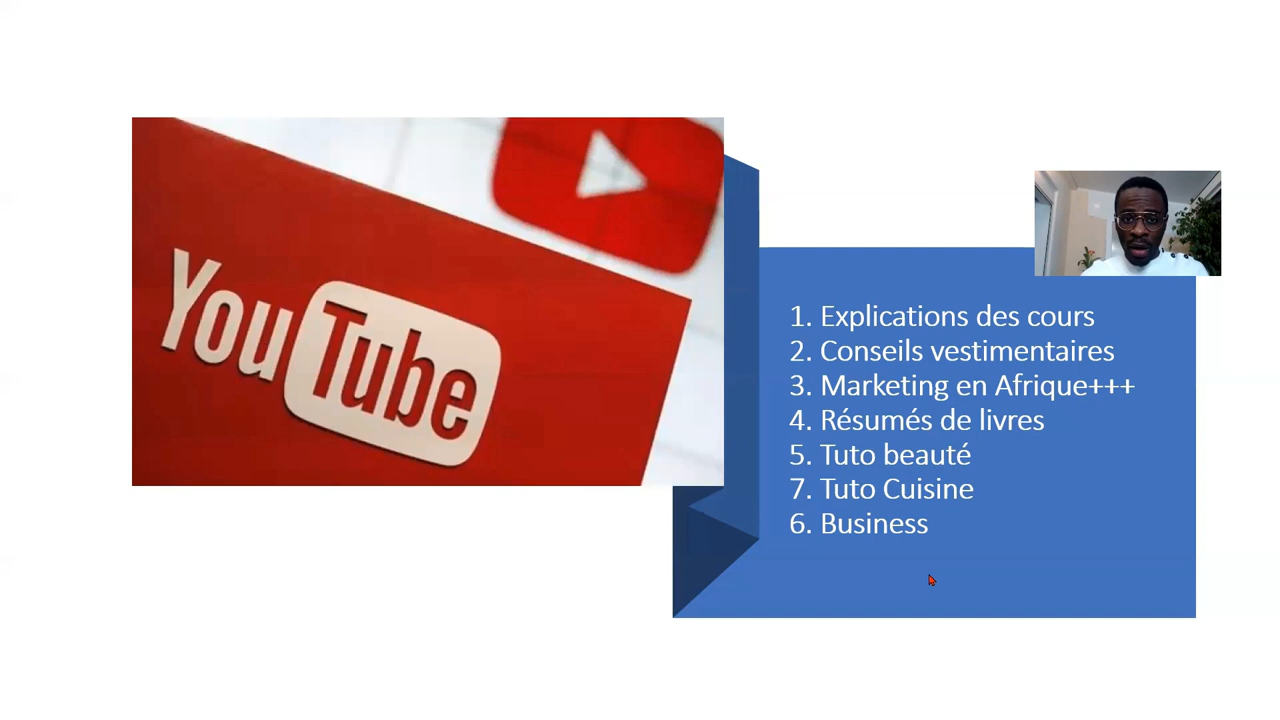 YouTube
1. Explications des cours
2. Conseils vestimentaires
3. Marketing en Afrique+++
4. Résumés de livres
5. Tuto beauté
7. Tuto Cuisine
6. Business